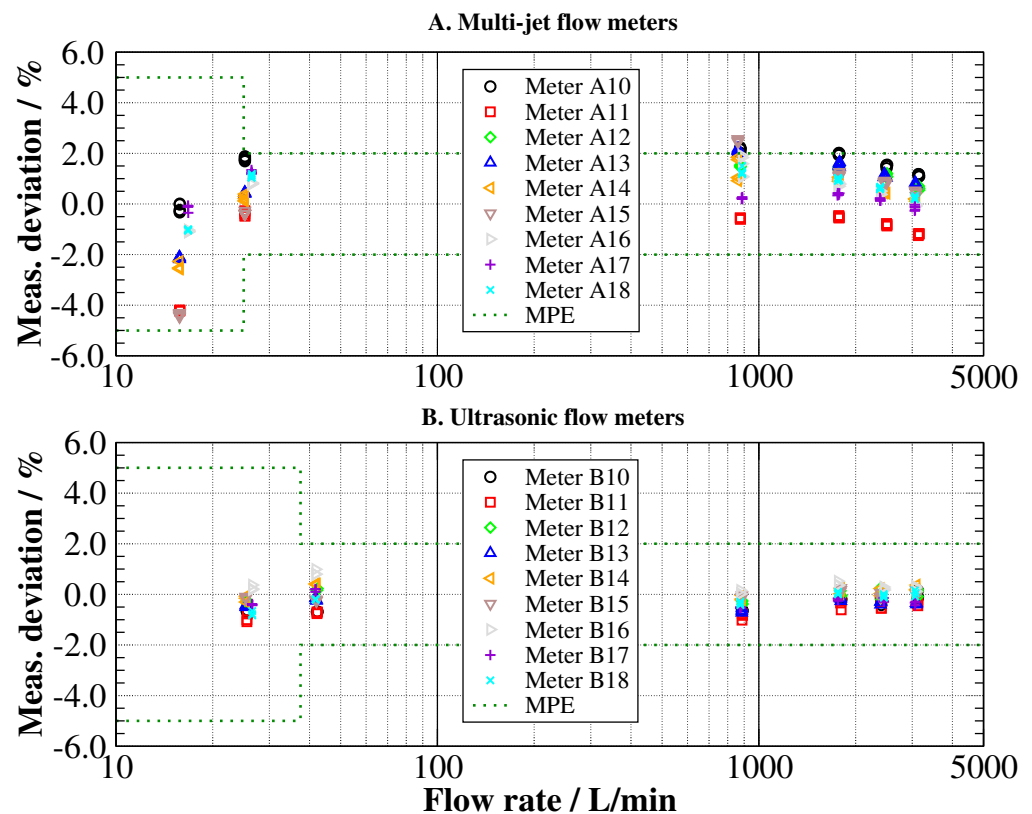 A. Multi-jet flow meters
Meas. deviation / %
6.0
4.0
2.0
0.0
-2.0
-4.0
-6.0
10
100
1000
5000
Meter A10
Meter A11
Meter A12
Meter A13
Meter A14
Meter A15
Meter A16
Meter A17
Meter A18
MPE
B. Ultrasonic flow meters
Meas. deviation / %
6.0
4.0
2.0
0.0
-2.0
-4.0
-6.0
10
100
1000
5000
Meter B10
Meter B11
Meter B12
Meter B13
Meter B14
Meter B15
Meter B16
Meter B17
Meter B18
MPE
Flow rate / L/min